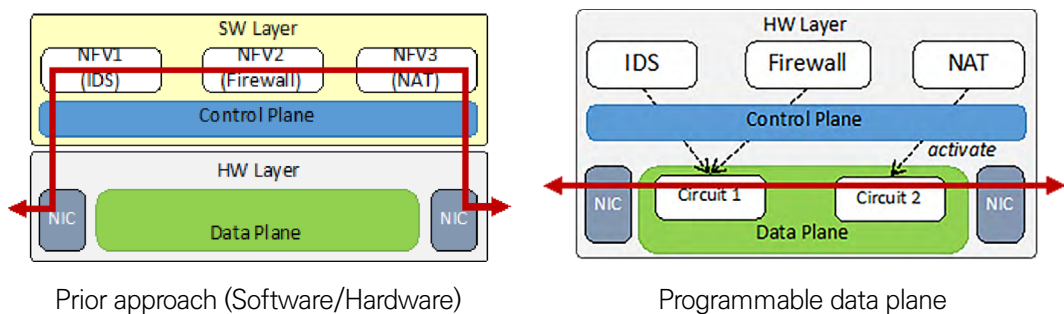 SW Layer
NFV1
(IDS)
NFV2
(Firewall)
NFV3
(NAT)
Control Plane
HW Layer
NIC
Data Plane
NIC
Prior approach (Software/Hardware)
HW Layer
IDS
Firewall
NAT
Control Plane
activate
NIC
Circuit 1
Circuit 2
NIC
Data Plane
Programmable data plane